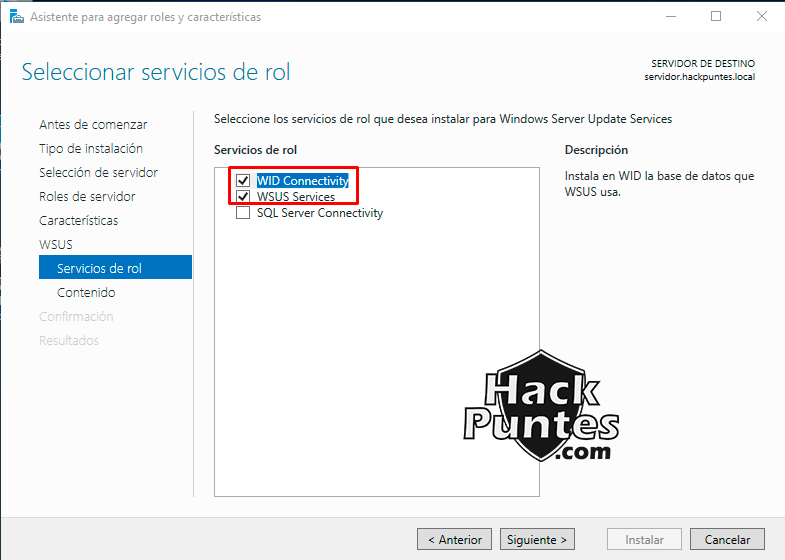 Asistente para agregar roles y características
Seleccionar servicios de rol
SERVIDOR DE DESTINO
servidor.hackpuntes.local
Antes de comenzar
Tipo de instalación
Selección de servidor
Roles de servidor
Características
WSUS
Servicios de rol
Contenido
Confirmación
Resultados
Seleccione los servicios de rol que desea instalar para Windows Server Update Services
Servicios de rol
WID Connectivity
WSUS Services
SQL Server Connectivity
Descripción
Instala en WID la base de datos que
WSUS usa.
Hack
Puntes
.com
< Anterior
Siguiente >
Instalar
Cancelar